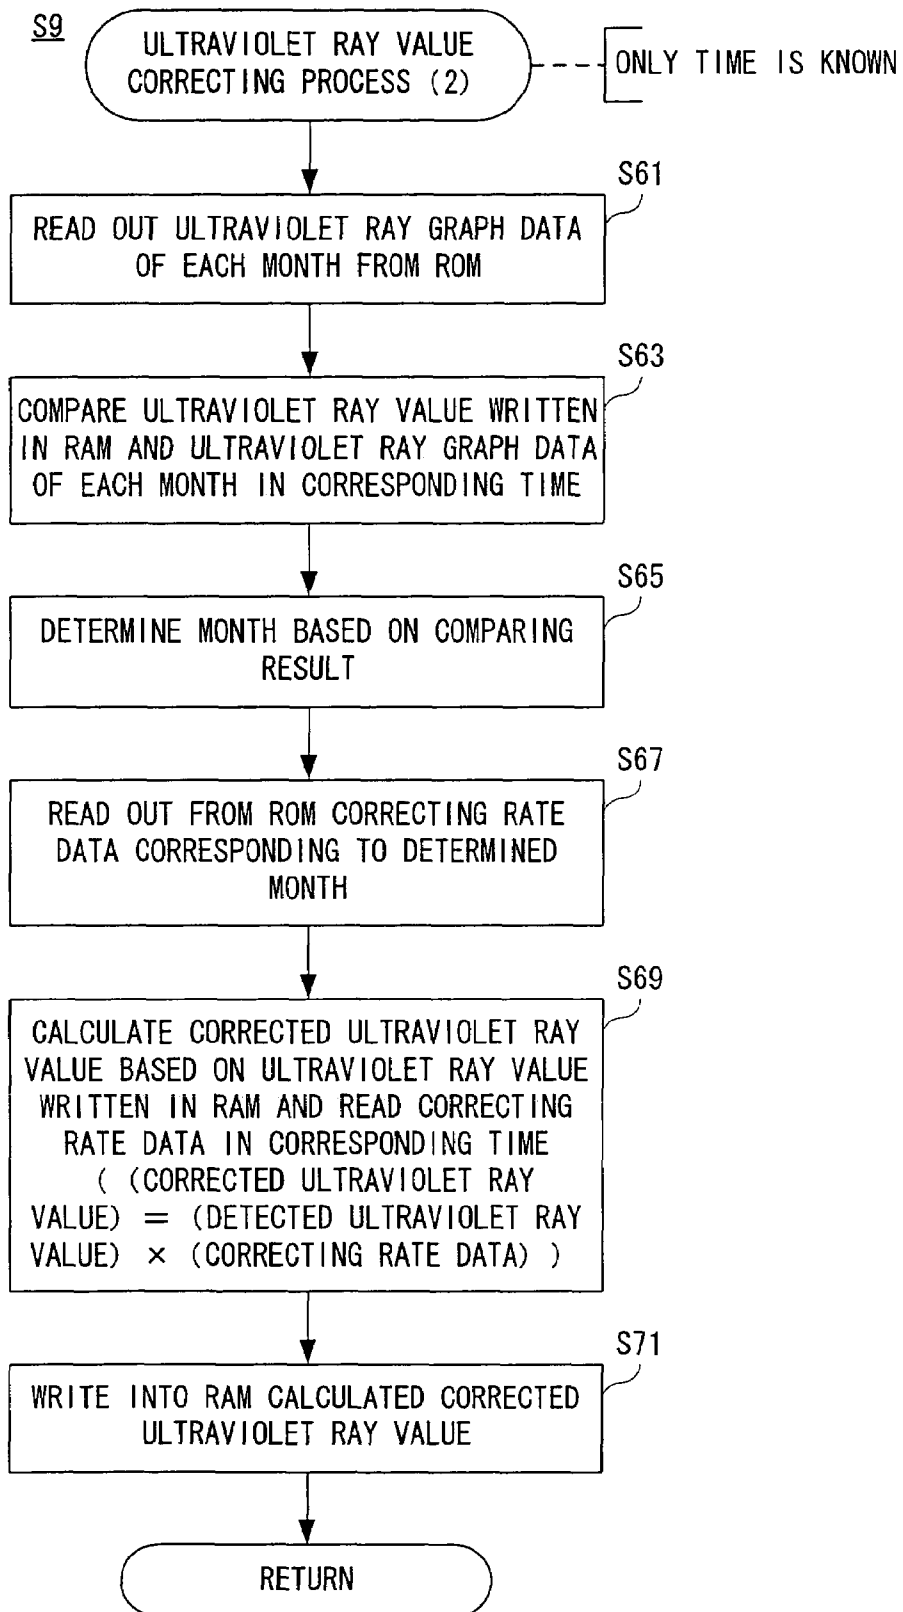 S9
ULTRAVIOLET RAY VALUE
CORRECTING PROCESS (2)
ONLY TIME IS KNOWN
S61
READ OUT ULTRAVIOLET RAY GRAPH DATA
OF EACH MONTH FROM ROM
S63
COMPARE ULTRAVIOLET RAY VALUE WRITTEN
IN RAM AND ULTRAVIOLET RAY GRAPH DATA
OF EACH MONTH IN CORRESPONDING TIME
S65
DETERMINE MONTH BASED ON COMPARING
RESULT
S67
READ OUT FROM ROM CORRECTING RATE
DATA CORRESPONDING TO DETERMINED
MONTH
S69
CALCULATE CORRECTED ULTRAVIOLET RAY
VALUE BASED ON ULTRAVIOLET RAY VALUE
WRITTEN IN RAM AND READ CORRECTING
RATE DATA IN CORRESPONDING TIME
( (CORRECTED ULTRAVIOLET RAY
VALUE) = (DETECTED ULTRAVIOLET RAY
VALUE) × (CORRECTING RATE DATA) )
S71
WRITE INTO RAM CALCULATED CORRECTED
ULTRAVIOLET RAY VALUE
RETURN